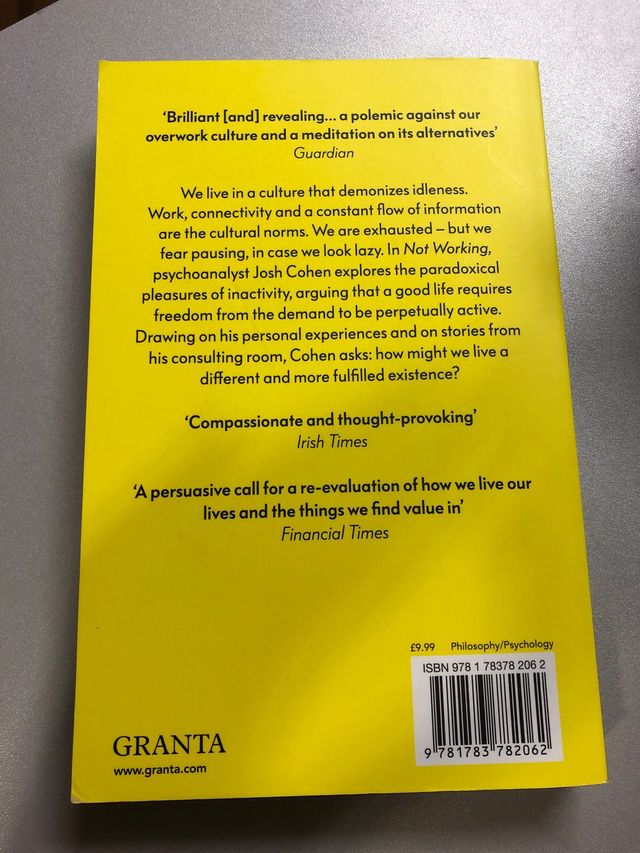 ‘Brilliant [and] revealing... a polemic against our
overwork culture and a meditation on its alternatives’
Guardian
We live in a culture that demonizes idleness.
Work, connectivity and a constant flow of information
are the cultural norms. We are exhausted – but we
fear pausing, in case we look lazy. In Not Working,
psychoanalyst Josh Cohen explores the paradoxical
pleasures of inactivity, arguing that a good life requires
freedom from the demand to be perpetually active.
Drawing on his personal experiences and on stories from
his consulting room, Cohen asks: how might we live a
different and more fulfilled existence?
‘Compassionate and thought-provoking’
Irish Times
‘A persuasive call for a re-evaluation of how we live our
lives and the things we find value in’
Financial Times
£9.99 Philosophy/Psychology
ISBN 978 1 78378 206 2
9 781783 782062
GRANTA
www.granta.com